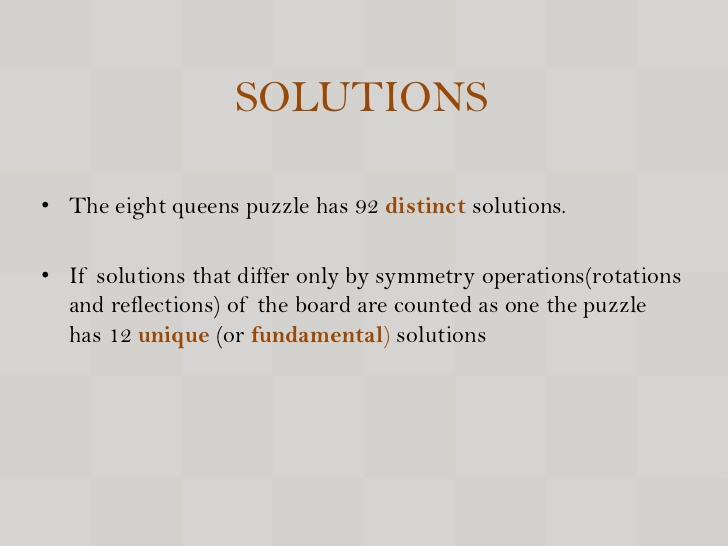 SOLUTIONS
• The eight queens puzzle has 92 distinct solutions.
• If solutions that differ only by symmetry operations(rotations
and reflections) of the board are counted as one the puzzle
has 12 unique (or fundamental) solutions